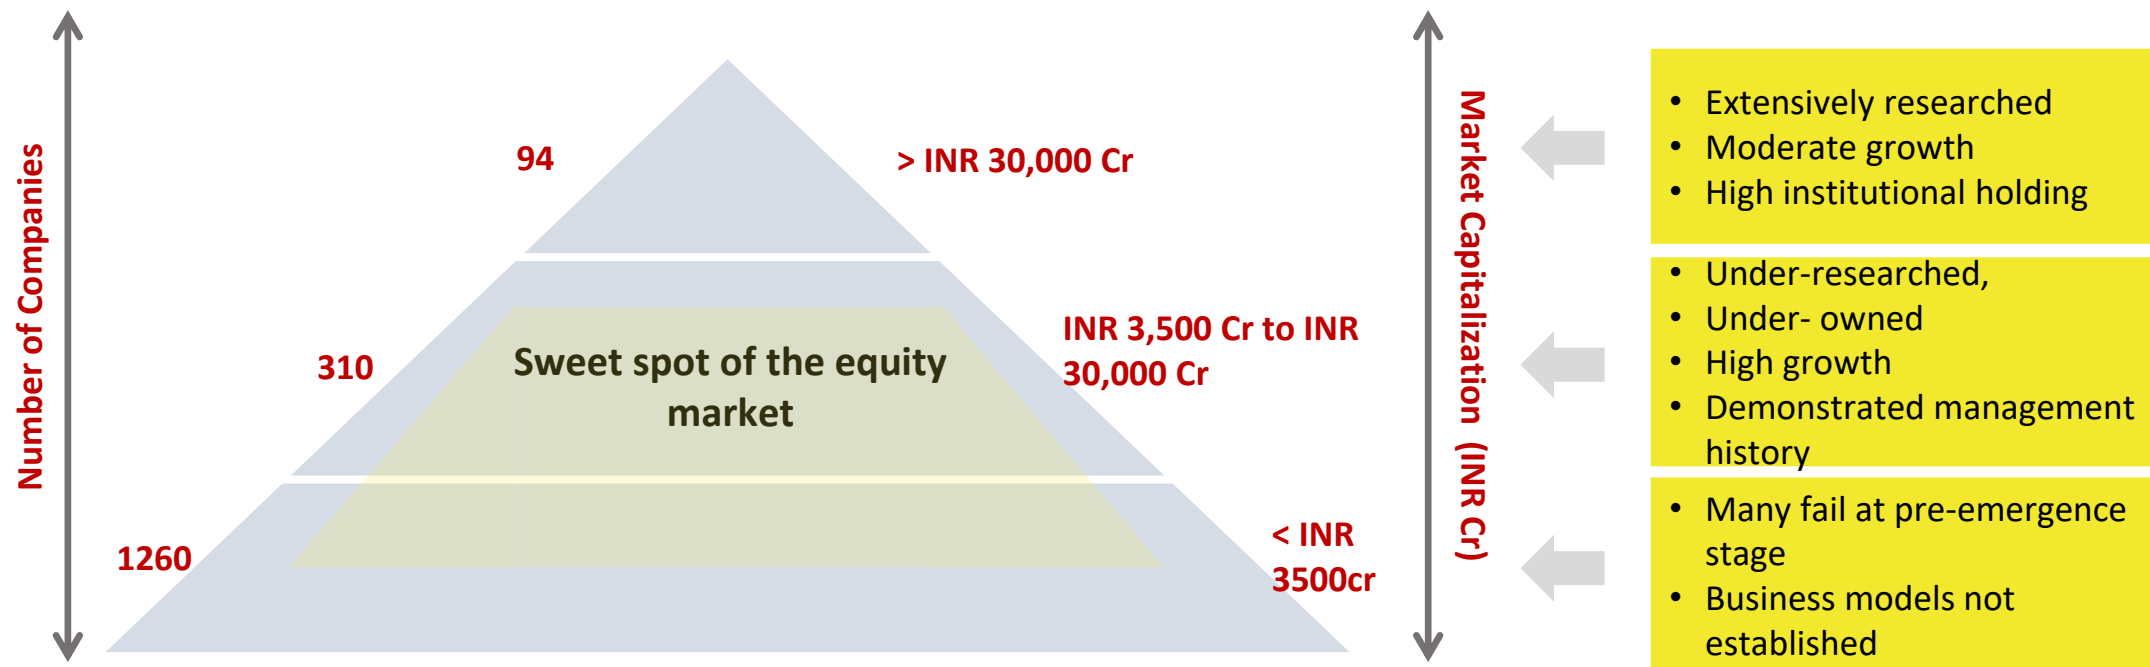 Number of Companies
94
310
1260
> INR 30,000 Cr
Sweet spot of the equity
market
INR 3,500 Cr to INR
30,000 Cr
< INR
3500cr
Market Capitalization (INR Cr)
• Extensively researched
• Moderate growth
• High institutional holding
• Under-researched,
• Under- owned
• High growth
• Demonstrated management
history
• Many fail at pre-emergence
stage
• Business models not
established